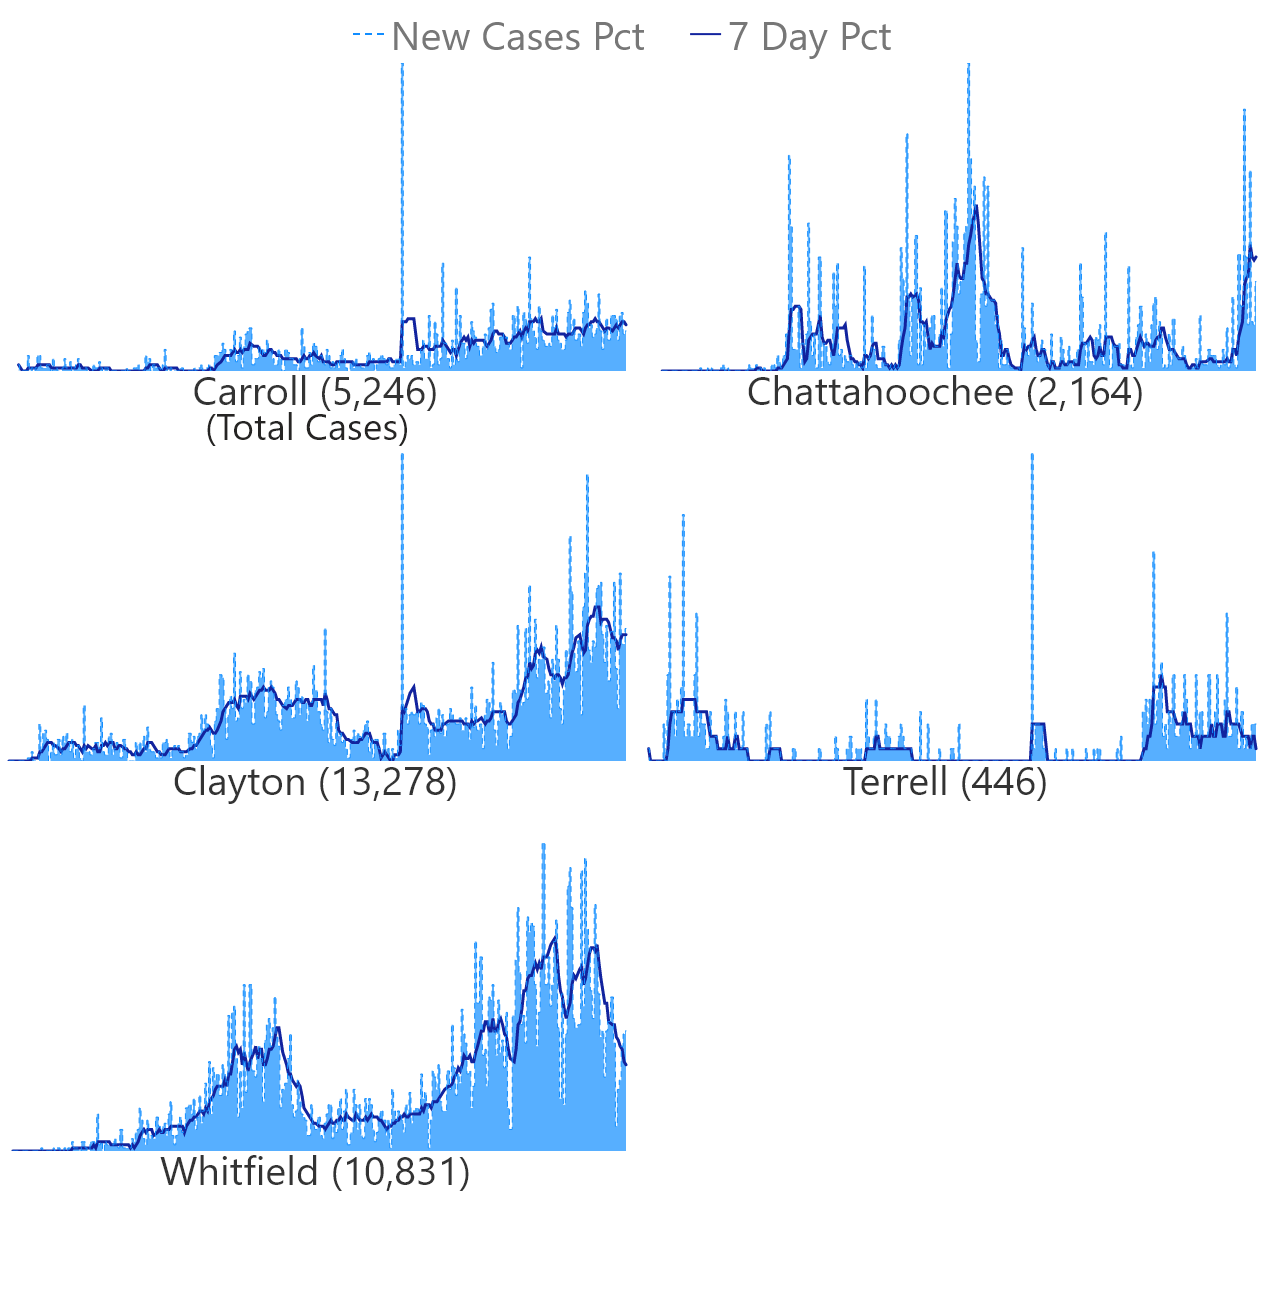 New Cases Pct 7 Day Pct
Carroll (5,246)
(Total Cases)
Chattahoochee (2,164)
Clayton (13,278)
Terrell (446)
Whitfield (10,831)